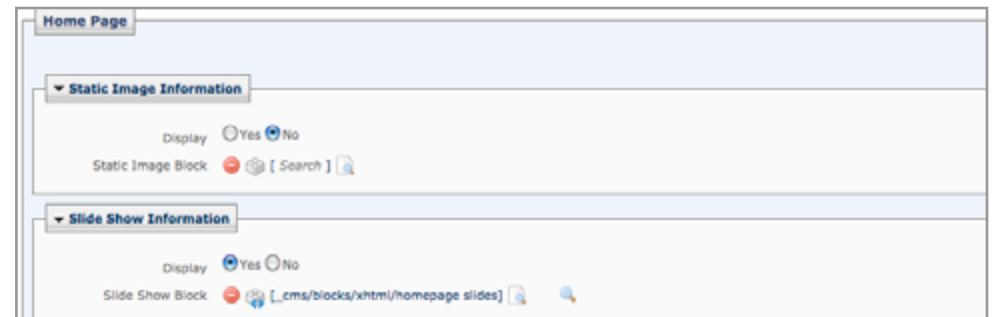 Home Page
Static Image Information
Display Yes No
Static Image Block [ Search ]
Slide Show Information
Display Yes No
Slide Show Block [_cms/blocks/xhtml/homepage slides]